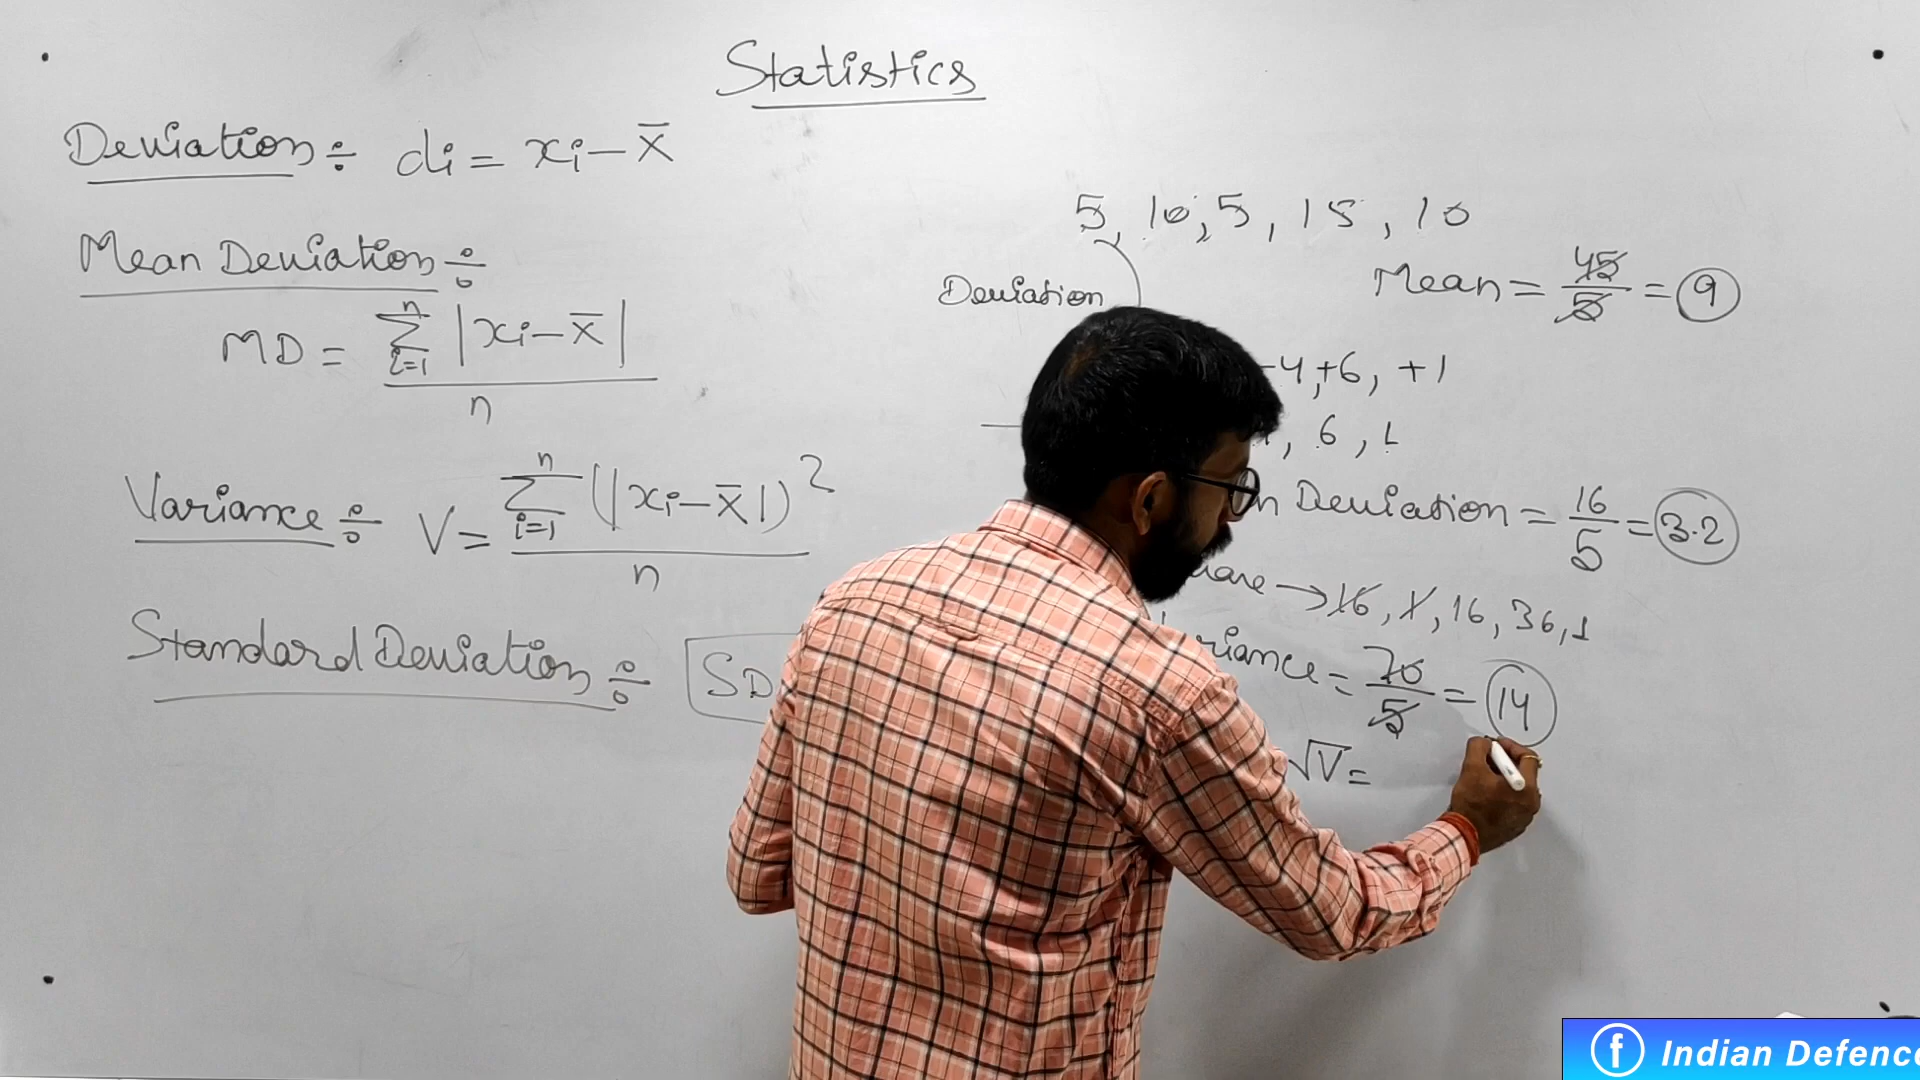 Statistics
Deviation ÷ di = xi – x̅
Mean Deviation ÷
MD = n ∑ i=1 |xi – x̅| / n
Variance ÷ V = n ∑ i=1 (|xi – x̅|)² / n
Standard Deviation ÷ SD
5, 10, 5, 15, 10
Mean = 45/5 = 9
Deviation
-4, +6, +1
, 6, 1
n Deviation = 16/5 = 3.2
→ 16, 1, 16, 36, 1
riance = 70/5 = 14
√V =
f Indian Defence